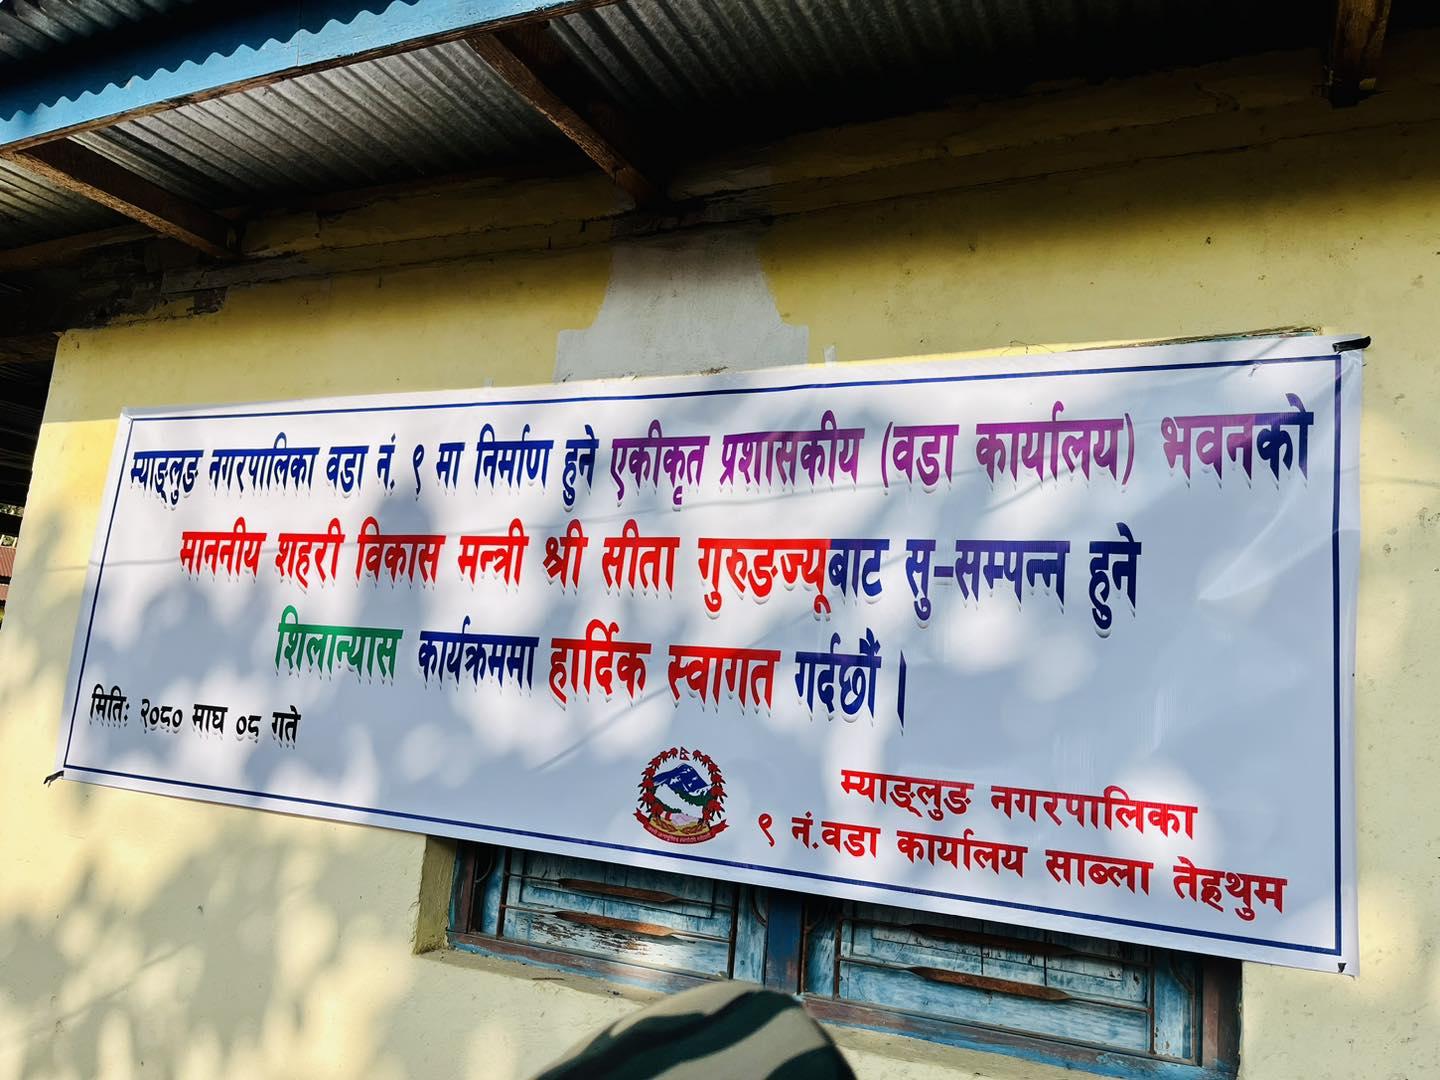 म्याङ्लुङ नगरपालिका वडा नं. ९ मा निर्माण हुने एकीकृत प्रशासकीय (वडा कार्यालय) भवनको
माननीय शहरी विकास मन्त्री श्री सीता गुरुङज्यूबाट सु-सम्पन्न हुने
शिलान्यास कार्यक्रममा हार्दिक स्वागत गर्दछौं ।
मितिः २०८० माघ ०८ गते
म्याङ्लुङ नगरपालिका
९ नं.वडा कार्यालय साब्ला तेह्रथुम